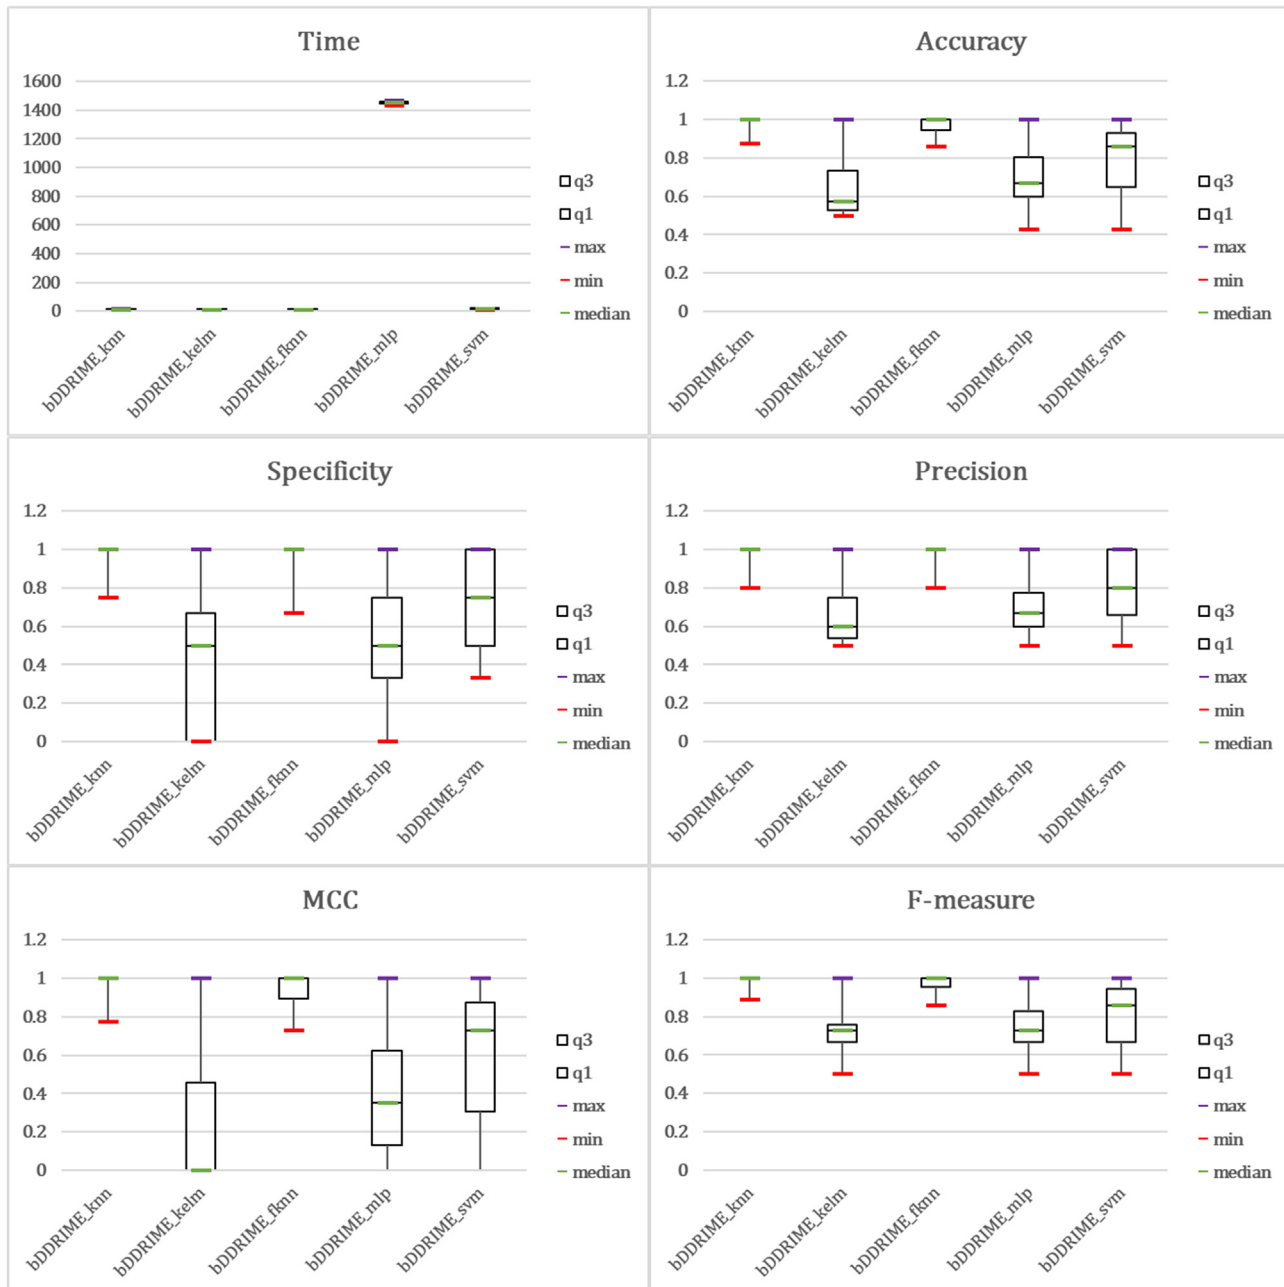 Time
1600
1400
1200
1000
800
600
400
200
0
q3
q1
max
min
median
bDDRIME_knn
bDDRIME_kelm
bDDRIME_fknn
bDDRIME_mlp
bDDRIME_svm
Accuracy
1.2
1
0.8
0.6
0.4
0.2
0
q3
q1
max
min
median
bDDRIME_knn
bDDRIME_kelm
bDDRIME_fknn
bDDRIME_mlp
bDDRIME_svm
Specificity
1.2
1
0.8
0.6
0.4
0.2
0
q3
q1
max
min
median
bDDRIME_knn
bDDRIME_kelm
bDDRIME_fknn
bDDRIME_mlp
bDDRIME_svm
Precision
1.2
1
0.8
0.6
0.4
0.2
0
q3
q1
max
min
median
bDDRIME_knn
bDDRIME_kelm
bDDRIME_fknn
bDDRIME_mlp
bDDRIME_svm
MCC
1.2
1
0.8
0.6
0.4
0.2
0
q3
q1
max
min
median
bDDRIME_knn
bDDRIME_kelm
bDDRIME_fknn
bDDRIME_mlp
bDDRIME_svm
F-measure
1.2
1
0.8
0.6
0.4
0.2
0
q3
q1
max
min
median
bDDRIME_knn
bDDRIME_kelm
bDDRIME_fknn
bDDRIME_mlp
bDDRIME_svm